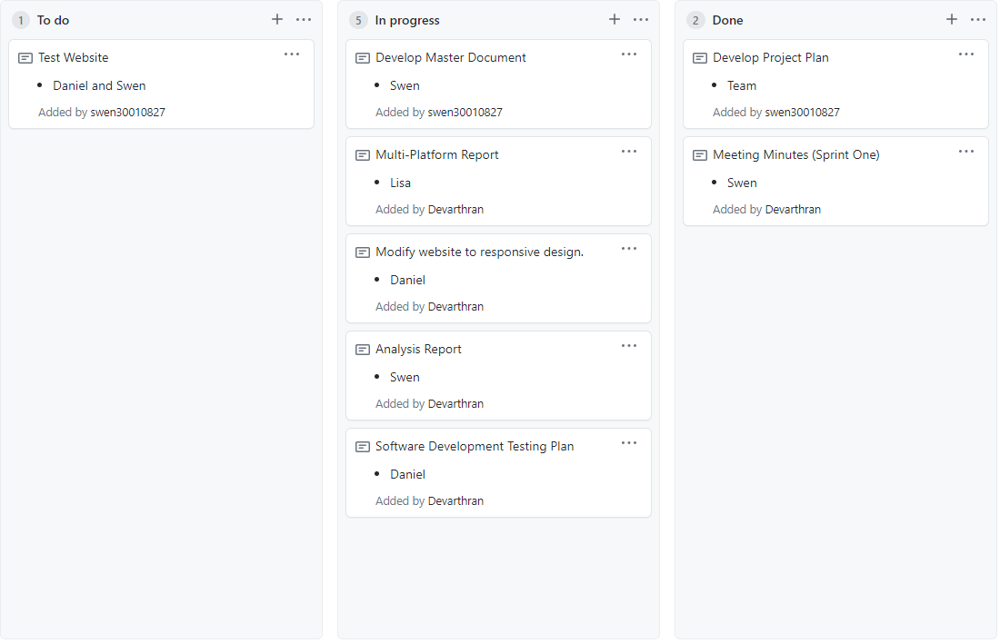 1 To do
Test Website
Daniel and Swen
Added by swen30010827
5 In progress
Develop Master Document
Swen
Added by swen30010827
Multi-Platform Report
Lisa
Added by Devarthran
Modify website to responsive design.
Daniel
Added by Devarthran
Analysis Report
Swen
Added by Devarthran
Software Development Testing Plan
Daniel
Added by Devarthran
2 Done
Develop Project Plan
Team
Added by swen30010827
Meeting Minutes (Sprint One)
Swen
Added by Devarthran